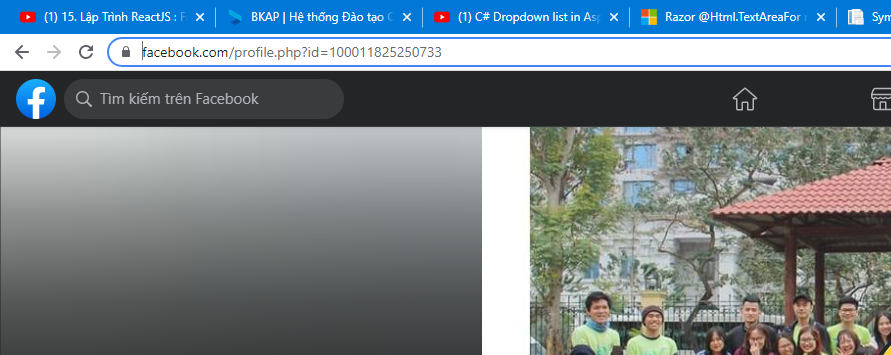 (1) 15. Lập Trình ReactJS : F
BKAP | Hệ thống Đào tạo C
(1) C# Dropdown list in Asp
Razor @Html.TextAreaFor
Sym
facebook.com/profile.php?id=100011825250733
Tìm kiếm trên Facebook